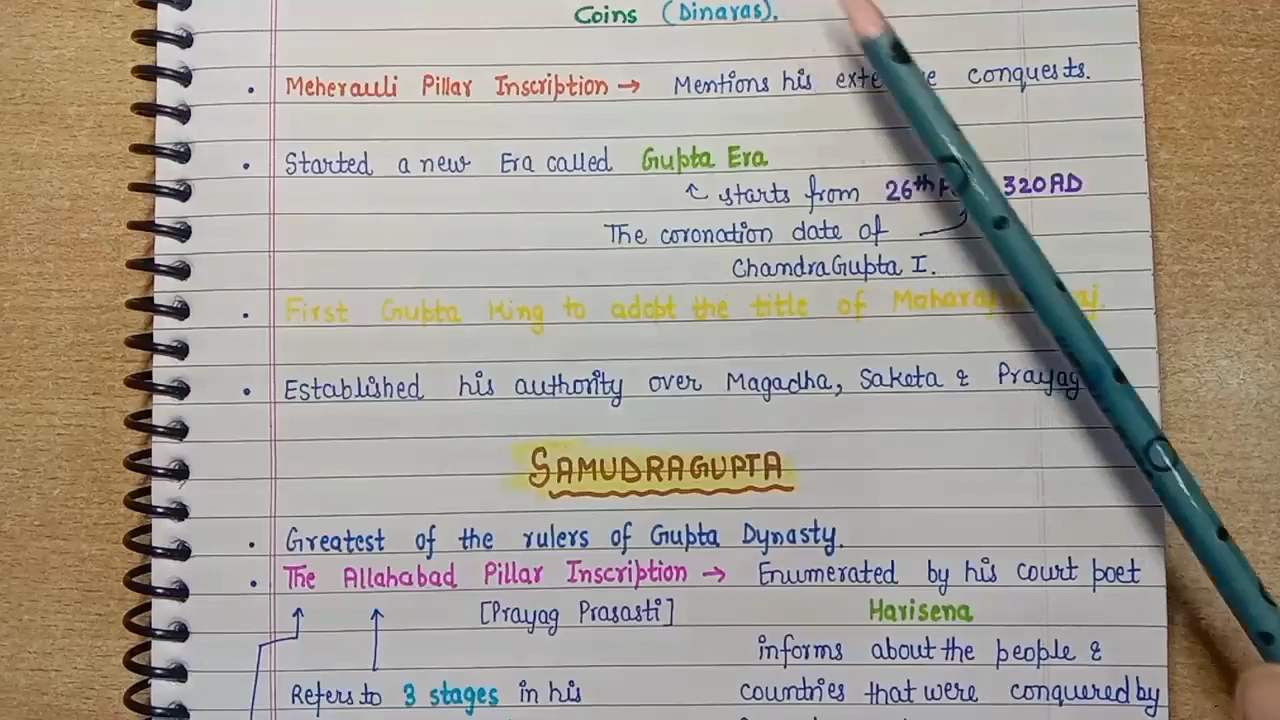 Coins (Dinaras).
• Meherauli Pillar Inscription → Mentions his conquests.
• Started a new Era called Gupta Era
↑ starts from 26th 320AD
The coronation date of
ChandraGupta I.
• First Gupta King to adopt the title of
• Established his authority over Magadha, Saketa & Prayag
SAMUDRAGUPTA
• Greatest of the rulers of Gupta Dynasty.
• The Allahabad Pillar Inscription → Enumerated by his court poet
[Prayag Prasasti] Harisena
informs about the people &
Refers to 3 stages in his countries that were conquered by